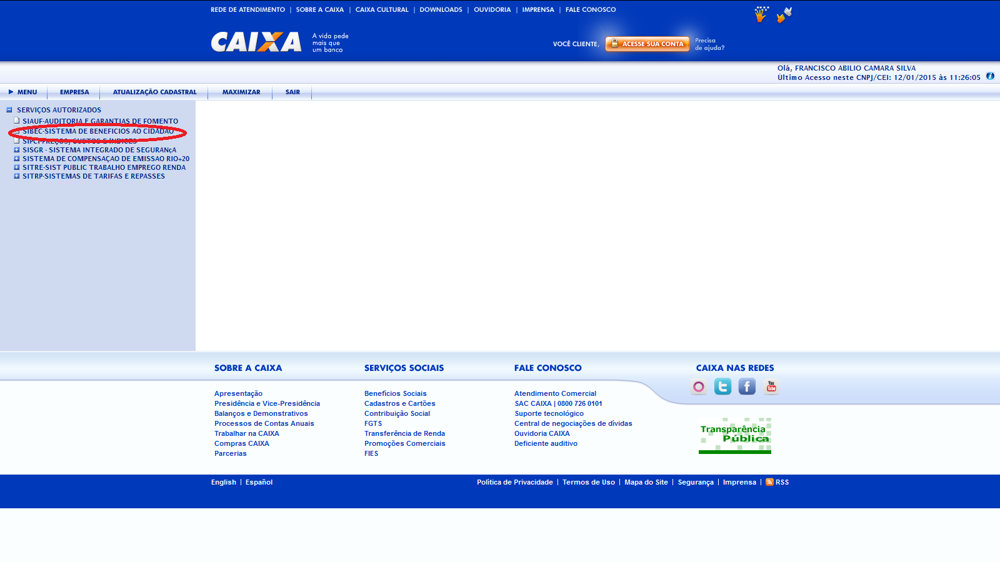 REDE DE ATENDIMENTO | SOBRE A CAIXA | CAIXA CULTURAL | DOWNLOADS | OUVIDORIA | IMPRENSA | FALE CONOSCO
CAIXA
A vida pede
mais que
um banco
VOCÊ CLIENTE,
ACESSE SUA CONTA
Precisa
de ajuda?
Olá, FRANCISCO ABILIO CAMARA SILVA
Último Acesso neste CNPJ/CEI: 12/01/2015 às 11:26:05
MENU
EMPRESA
ATUALIZAÇÃO CADASTRAL
MAXIMIZAR
SAIR
SERVIÇOS AUTORIZADOS
SIAUF-AUDITORIA E GARANTIAS DE FOMENTO
SIBEC-SISTEMA DE BENEFICIOS AO CIDADAO
SIPCI-PREÇOS, CUSTOS E ÍNDICES
SISGR - SISTEMA INTEGRADO DE SEGURANçA
SISTEMA DE COMPENSAÇAO DE EMISSAO RIO+20
SITRE-SIST PUBLIC TRABALHO EMPREGO RENDA
SITRP-SISTEMAS DE TARIFAS E REPASSES
SOBRE A CAIXA
Apresentação
Presidência e Vice-Presidência
Balanços e Demonstrativos
Processos de Contas Anuais
Trabalhar na CAIXA
Compras CAIXA
Parcerias
SERVIÇOS SOCIAIS
Benefícios Sociais
Cadastros e Cartões
Contribuição Social
FGTS
Transferência de Renda
Promoções Comerciais
FIES
FALE CONOSCO
Atendimento Comercial
SAC CAIXA | 0800 726 0101
Suporte tecnológico
Central de negociações de dívidas
Ouvidoria CAIXA
Deficiente auditivo
CAIXA NAS REDES
You
Tube
Transparência
Pública
English | Español
Política de Privacidade | Termos de Uso | Mapa do Site | Segurança | Imprensa | RSS